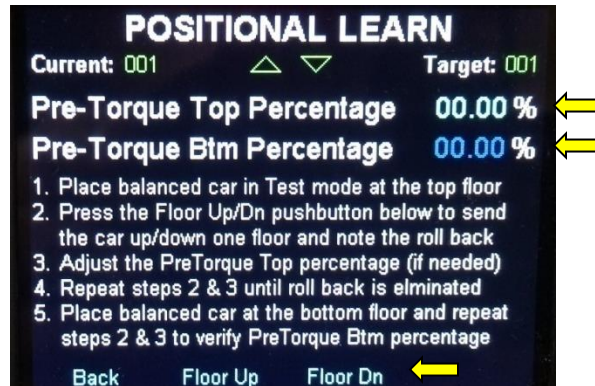 POSITIONAL LEARN
Current: 001 Target: 001
Pre-Torque Top Percentage 00.00 %
Pre-Torque Btm Percentage 00.00 %
1. Place balanced car in Test mode at the top floor
2. Press the Floor Up/Dn pushbutton below to send
the car up/down one floor and note the roll back
3. Adjust the PreTorque Top percentage (if needed)
4. Repeat steps 2 & 3 until roll back is elminated
5. Place balanced car at the bottom floor and repeat
steps 2 & 3 to verify PreTorque Btm percentage
Back Floor Up Floor Dn